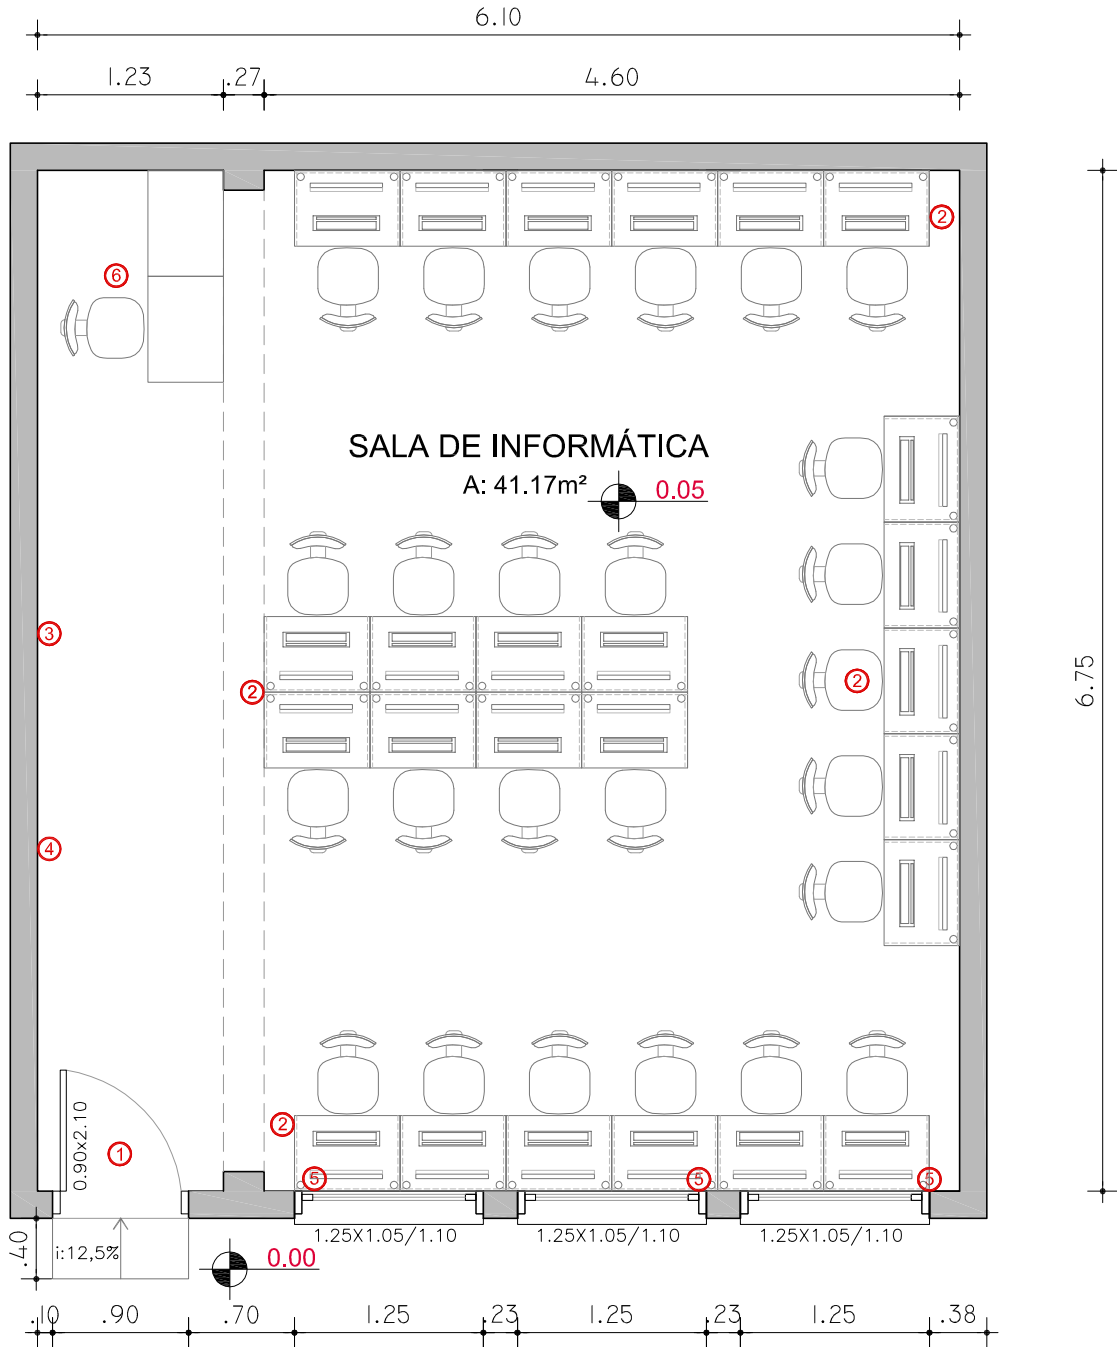 6.10
1.23 .27 4.60
2
6
SALA DE INFORMÁTICA
A: 41.17m²
0.05
3
2
2
6.75
4
2
1
0.90x2.10
5 5 5
1.25X1.05/1.10 1.25X1.05/1.10 1.25X1.05/1.10
.40
i:12,5%
0.00
.10 .90 .70 1.25 .23 1.25 .23 1.25 .38